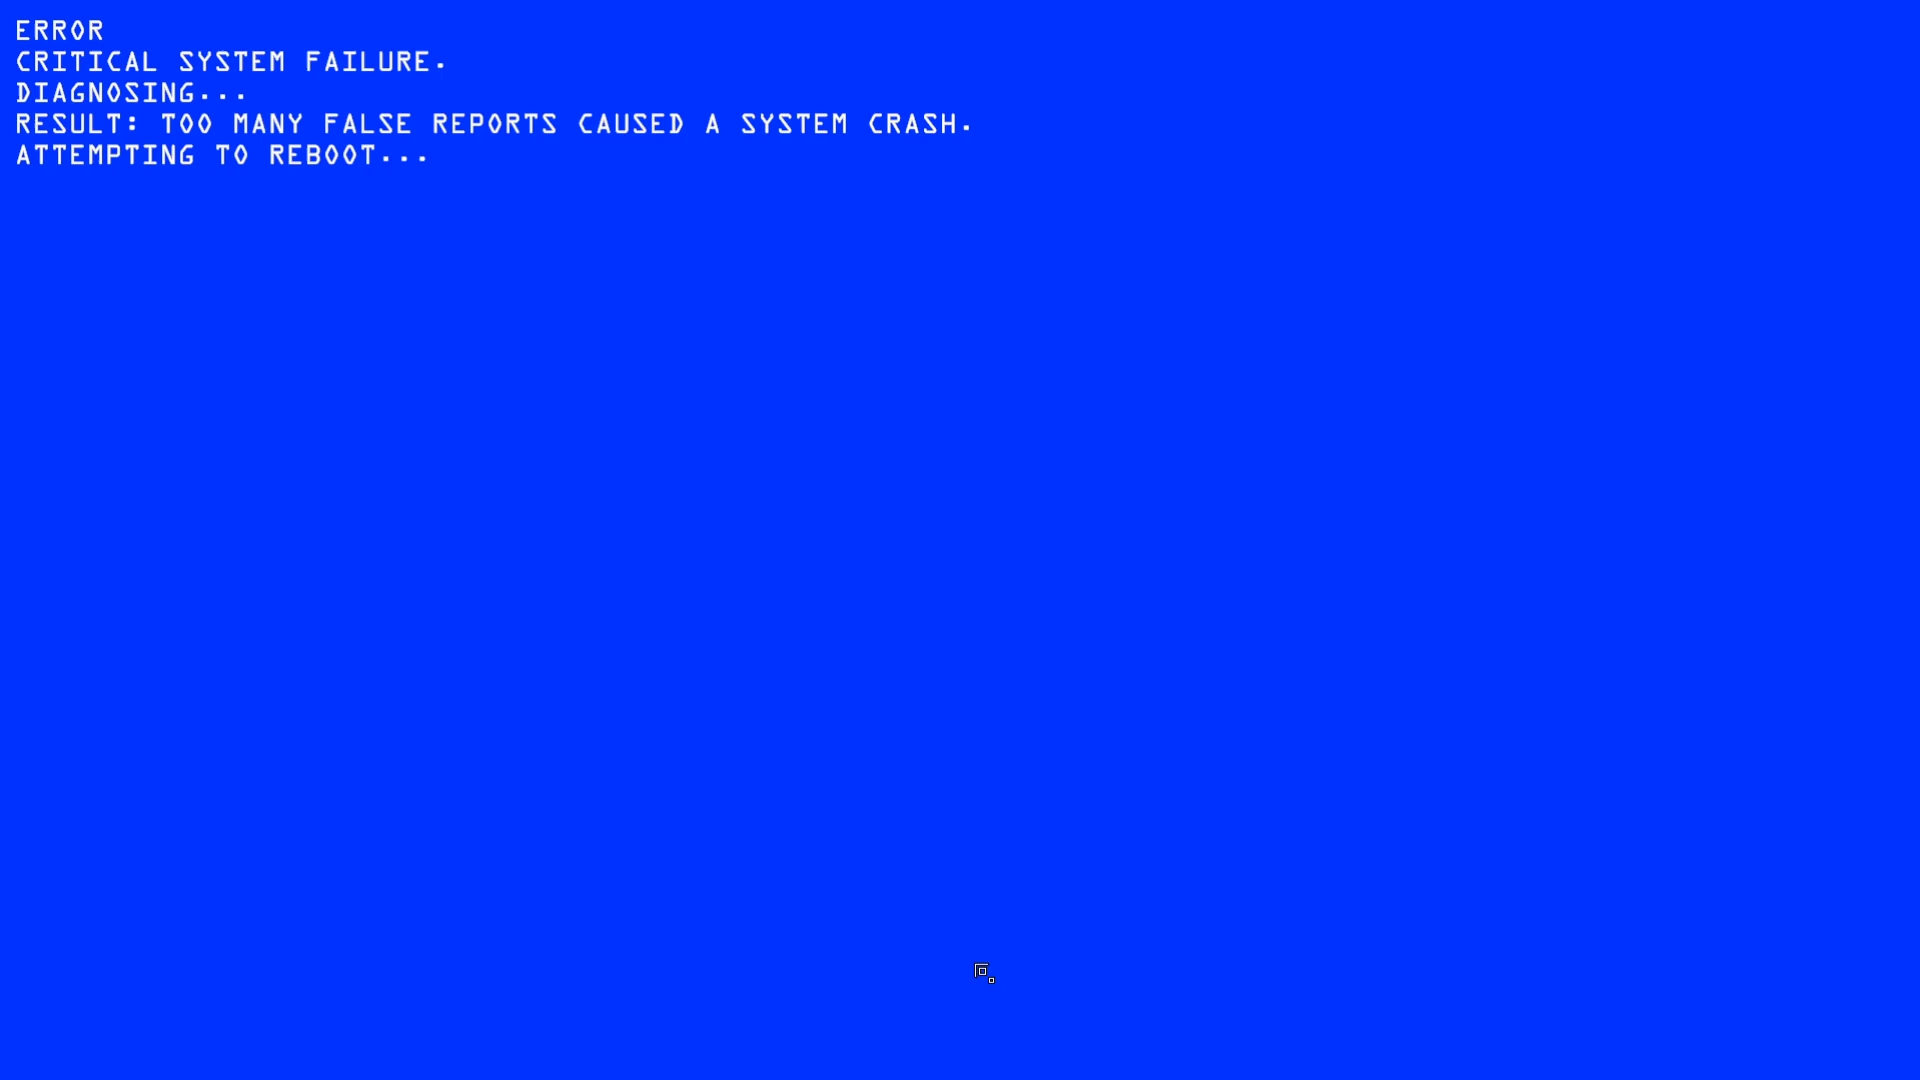 ERROR
CRITICAL SYSTEM FAILURE.
DIAGNOSING...
RESULT: TOO MANY FALSE REPORTS CAUSED A SYSTEM CRASH.
ATTEMPTING TO REBOOT...